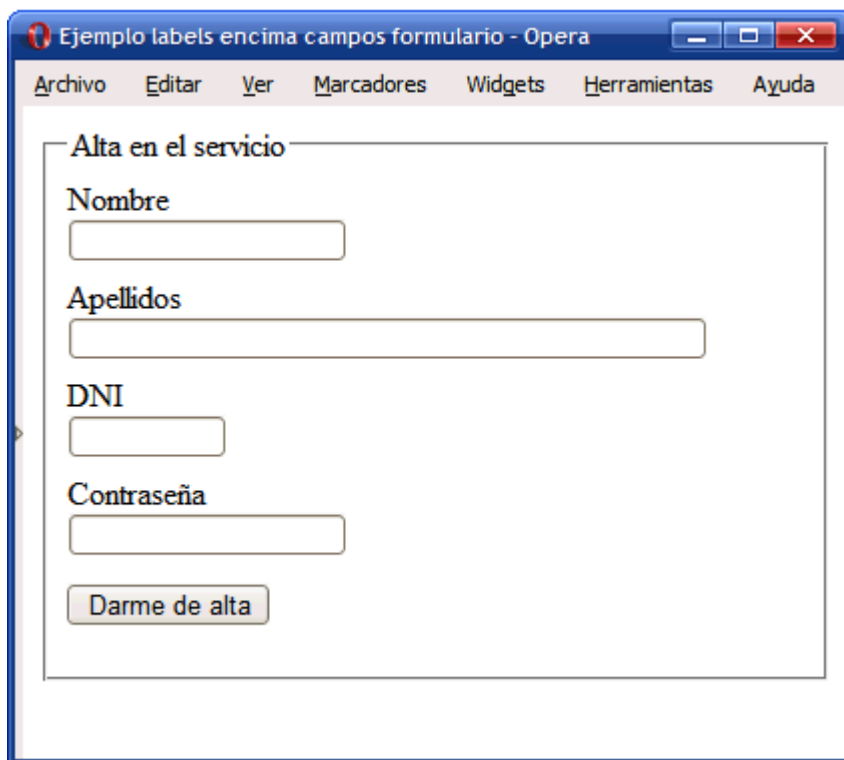 Ejemplo labels encima campos formulario - Opera
Archivo Editar Ver Marcadores Widgets Herramientas Ayuda
Alta en el servicio
Nombre
Apellidos
DNI
Contraseña
Darme de alta